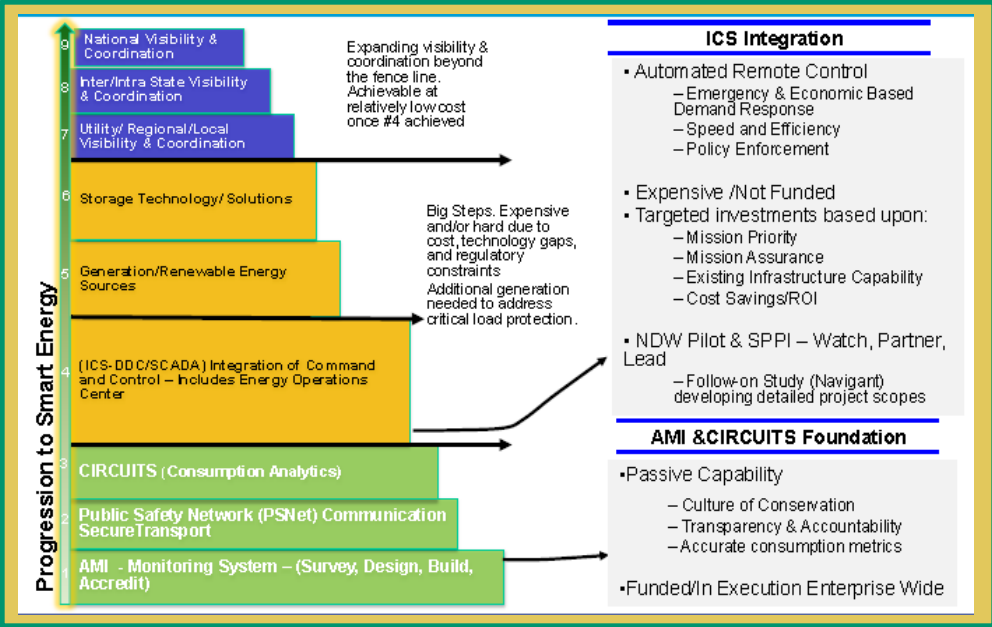 Progression to Smart Energy
9
National Visibility &
Coordination
8
Inter/Intra State Visibility
& Coordination
7
Utility/ Regional/Local
Visibility & Coordination
6
Storage Technology/ Solutions
5
Generation/Renewable Energy
Sources
4
(ICS-DDC/SCADA) Integration of Command
and Control – Includes Energy Operations
Center
3
CIRCUITS (Consumption Analytics)
2
Public Safety Network (PSNet) Communication
SecureTransport
1
AMI - Monitoring System – (Survey, Design, Build,
Accredit)
Expanding visibility &
coordination beyond
the fence line.
Achievable at
relatively low cost
once #4 achieved
Big Steps. Expensive
and/or hard due to
cost, technology gaps,
and regulatory
constraints
Additional generation
needed to address
critical load protection.
ICS Integration
▪ Automated Remote Control
– Emergency & Economic Based
Demand Response
– Speed and Efficiency
– Policy Enforcement
▪ Expensive /Not Funded
▪ Targeted investments based upon:
– Mission Priority
– Mission Assurance
– Existing Infrastructure Capability
– Cost Savings/ROI
▪ NDW Pilot & SPPI – Watch, Partner,
Lead
– Follow-on Study (Navigant)
developing detailed project scopes
AMI &CIRCUITS Foundation
▪Passive Capability
– Culture of Conservation
– Transparency & Accountability
– Accurate consumption metrics
▪Funded/In Execution Enterprise Wide